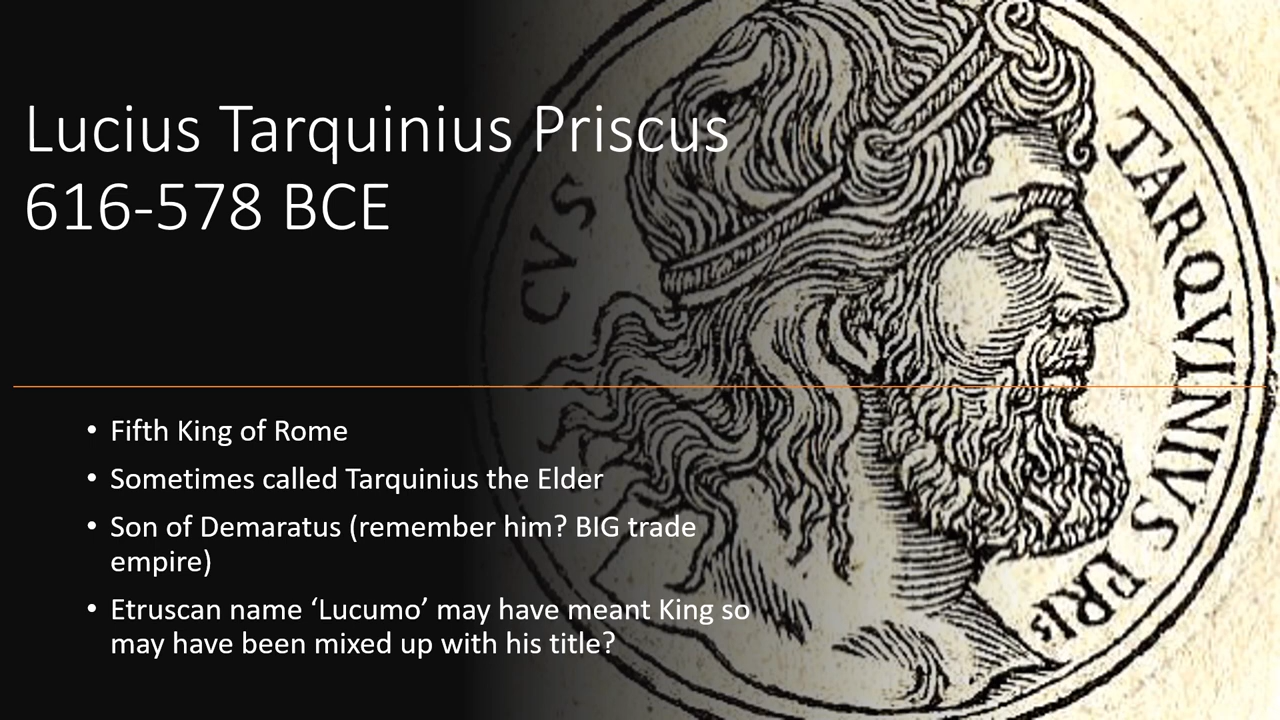 Lucius Tarquinius Priscus
616-578 BCE
• Fifth King of Rome
• Sometimes called Tarquinius the Elder
• Son of Demaratus (remember him? BIG trade
empire)
• Etruscan name ‘Lucumo’ may have meant King so
may have been mixed up with his title?
TARQVINIVS PRIS
CVS